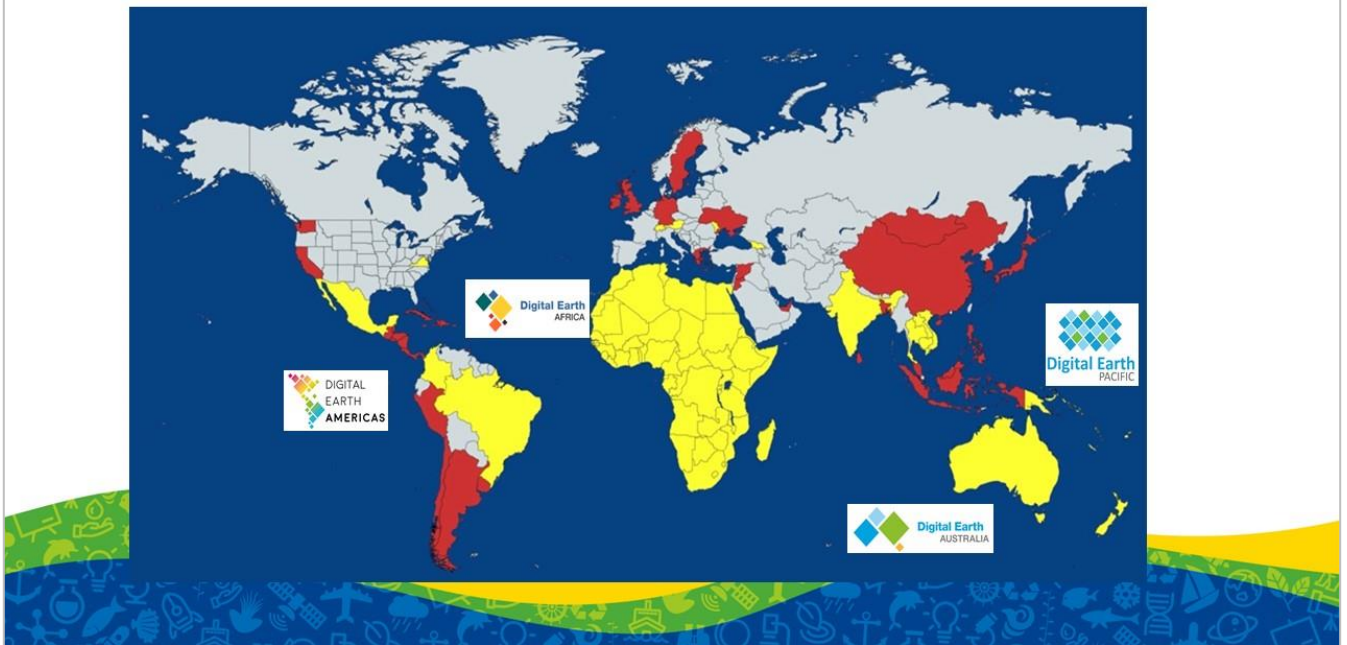 Digital Earth
AFRICA
DIGITAL
EARTH
AMERICAS
Digital Earth
PACIFIC
Digital Earth
AUSTRALIA